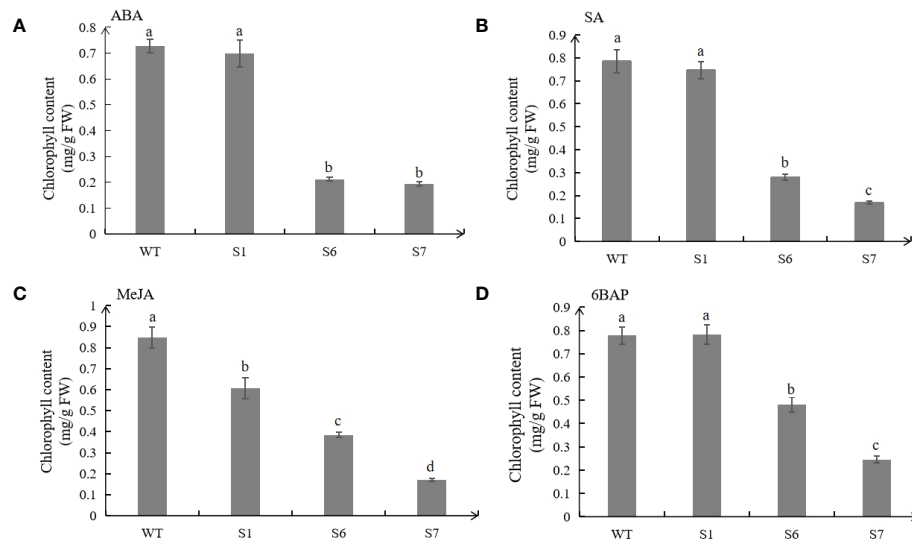 A
ABA
Chlorophyll content
(mg/g FW)
0.8
0.7
0.6
0.5
0.4
0.3
0.2
0.1
0
a
a
b
b
WT
S1
S6
S7
B
SA
Chlorophyll content
(mg/g FW)
0.9
0.8
0.7
0.6
0.5
0.4
0.3
0.2
0.1
0
a
a
b
c
WT
S1
S6
S7
C
MeJA
Chlorophyll content
(mg/g FW)
1
0.9
0.8
0.7
0.6
0.5
0.4
0.3
0.2
0.1
0
a
b
c
d
WT
S1
S6
S7
D
6BAP
Chlorophyll content
(mg/g FW)
0.9
0.8
0.7
0.6
0.5
0.4
0.3
0.2
0.1
0
a
a
b
c
WT
S1
S6
S7